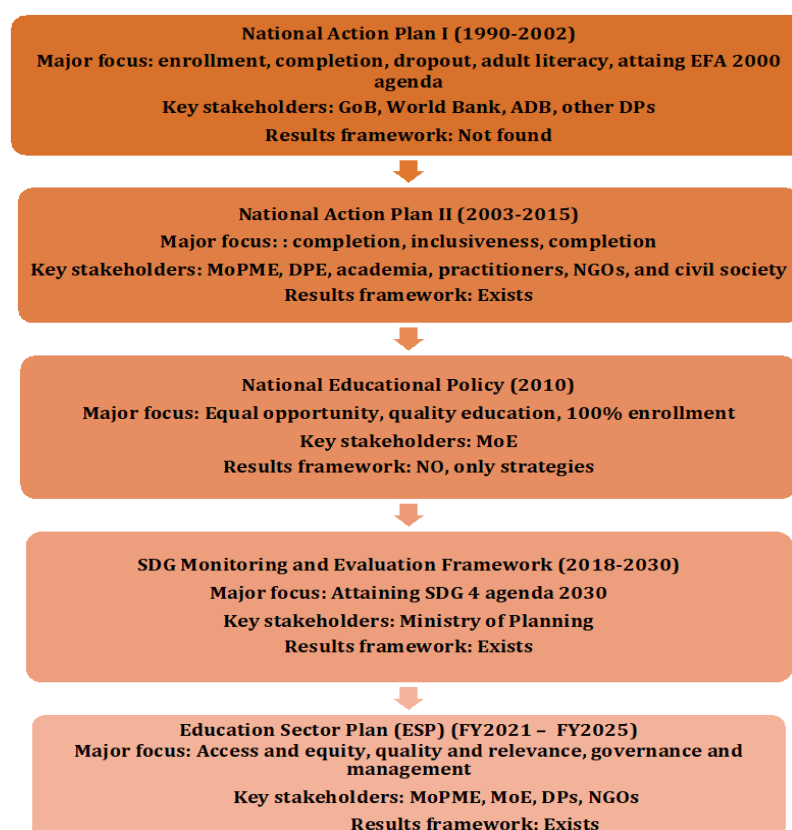 National Action Plan I (1990-2002)
Major focus: enrollment, completion, dropout, adult literacy, attaing EFA 2000
agenda
Key stakeholders: GoB, World Bank, ADB, other DPs
Results framework: Not found
National Action Plan II (2003-2015)
Major focus: : completion, inclusiveness, completion
Key stakeholders: MoPME, DPE, academia, practitioners, NGOs, and civil society
Results framework: Exists
National Educational Policy (2010)
Major focus: Equal opportunity, quality education, 100% enrollment
Key stakeholders: MoE
Results framework: NO, only strategies
SDG Monitoring and Evaluation Framework (2018-2030)
Major focus: Attaining SDG 4 agenda 2030
Key stakeholders: Ministry of Planning
Results framework: Exists
Education Sector Plan (ESP) (FY2021 – FY2025)
Major focus: Access and equity, quality and relevance, governance and
management
Key stakeholders: MoPME, MoE, DPs, NGOs
Results framework: Exists